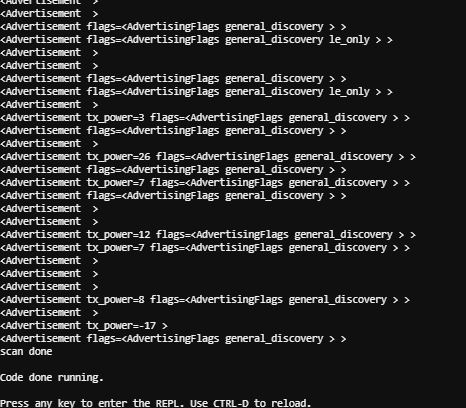 <Advertisement  >
<Advertisement  >
<Advertisement flags=<AdvertisingFlags general_discovery > >
<Advertisement flags=<AdvertisingFlags general_discovery le_only > >
<Advertisement  >
<Advertisement  >
<Advertisement flags=<AdvertisingFlags general_discovery > >
<Advertisement flags=<AdvertisingFlags general_discovery le_only > >
<Advertisement  >
<Advertisement tx_power=3 flags=<AdvertisingFlags general_discovery > >
<Advertisement flags=<AdvertisingFlags general_discovery > >
<Advertisement  >
<Advertisement tx_power=26 flags=<AdvertisingFlags general_discovery > >
<Advertisement flags=<AdvertisingFlags general_discovery > >
<Advertisement tx_power=7 flags=<AdvertisingFlags general_discovery > >
<Advertisement flags=<AdvertisingFlags general_discovery > >
<Advertisement  >
<Advertisement  >
<Advertisement tx_power=12 flags=<AdvertisingFlags general_discovery > >
<Advertisement tx_power=7 flags=<AdvertisingFlags general_discovery > >
<Advertisement  >
<Advertisement  >
<Advertisement  >
<Advertisement tx_power=8 flags=<AdvertisingFlags general_discovery > >
<Advertisement  >
<Advertisement tx_power=-17 >
<Advertisement flags=<AdvertisingFlags general_discovery > >
scan done
Code done running.
Press any key to enter the REPL. Use CTRL-D to reload.